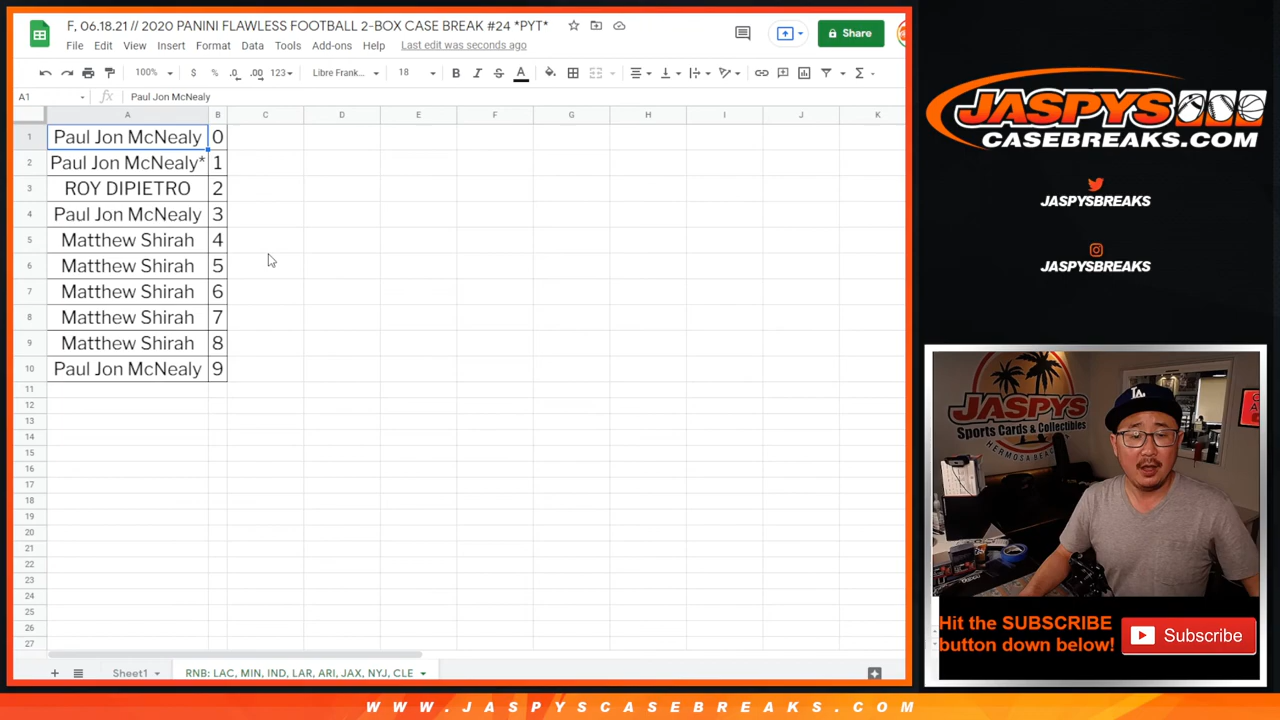 F, 06.18.21 // 2020 PANINI FLAWLESS FOOTBALL 2-BOX CASE BREAK #24 *PYT*
File Edit View Insert Format Data Tools Add-ons Help Last edit was seconds ago
Share
100% $ % .0 .00 123 Libre Frank... 18 B I S A
A1 fx Paul Jon McNealy
A B C D E F G H I J K
1 Paul Jon McNealy 0
2 Paul Jon McNealy* 1
3 ROY DIPIETRO 2
4 Paul Jon McNealy 3
5 Matthew Shirah 4
6 Matthew Shirah 5
7 Matthew Shirah 6
8 Matthew Shirah 7
9 Matthew Shirah 8
10 Paul Jon McNealy 9
11
12
13
14
15
16
17
18
19
20
21
22
23
24
25
26
27
Sheet1 RNB: LAC, MIN, IND, LAR, ARI, JAX, NYJ, CLE
JASPYS
CASEBREAKS.COM
JASPYSBREAKS
JASPYSBREAKS
JASPYS
Sports Cards & Collectibles
HERMOSA BEACH
LA
Hit the SUBSCRIBE
button down below!
Subscribe
WWW.JASPYSCASEBREAKS.COM